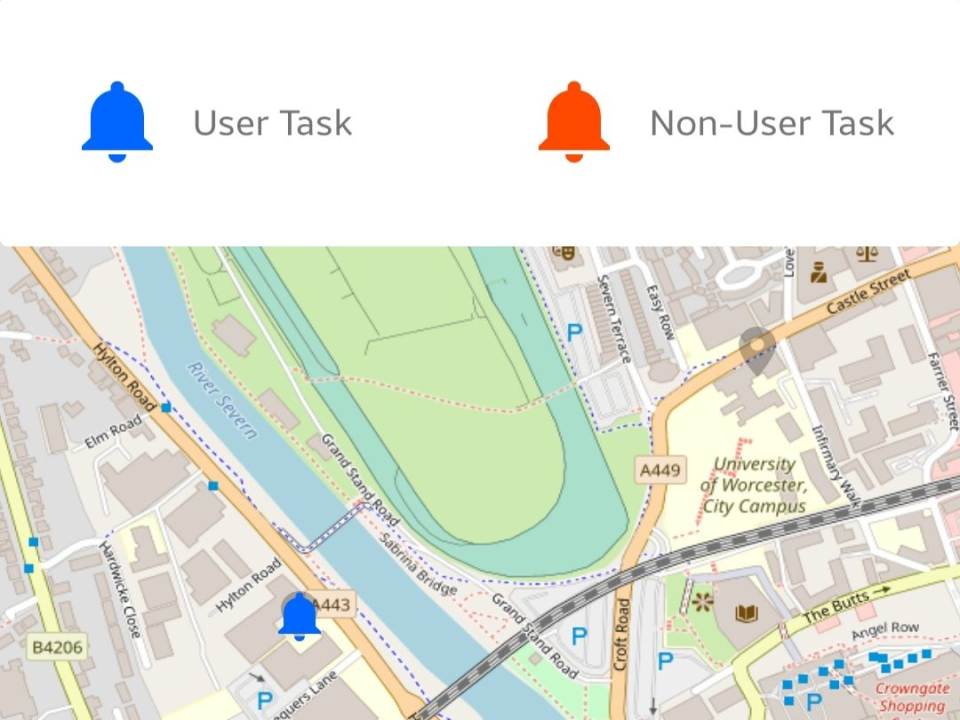 User Task
Non-User Task
Love
Castle Street
Severn Terrace
Easy Row
P
Hylton Road
River Severn
Farrier Street
Elm Road
Infirmary Walk
Grand Stand Road
A449
University
of Worcester,
City Campus
Hardwicke Close
Sabrina Bridge
Hylton Road
A443
Grand Stand Road
Croft Road
The Butts →
Angel Row
B4206
P
P
equers Lane
P
P
Crowngate
Shopping